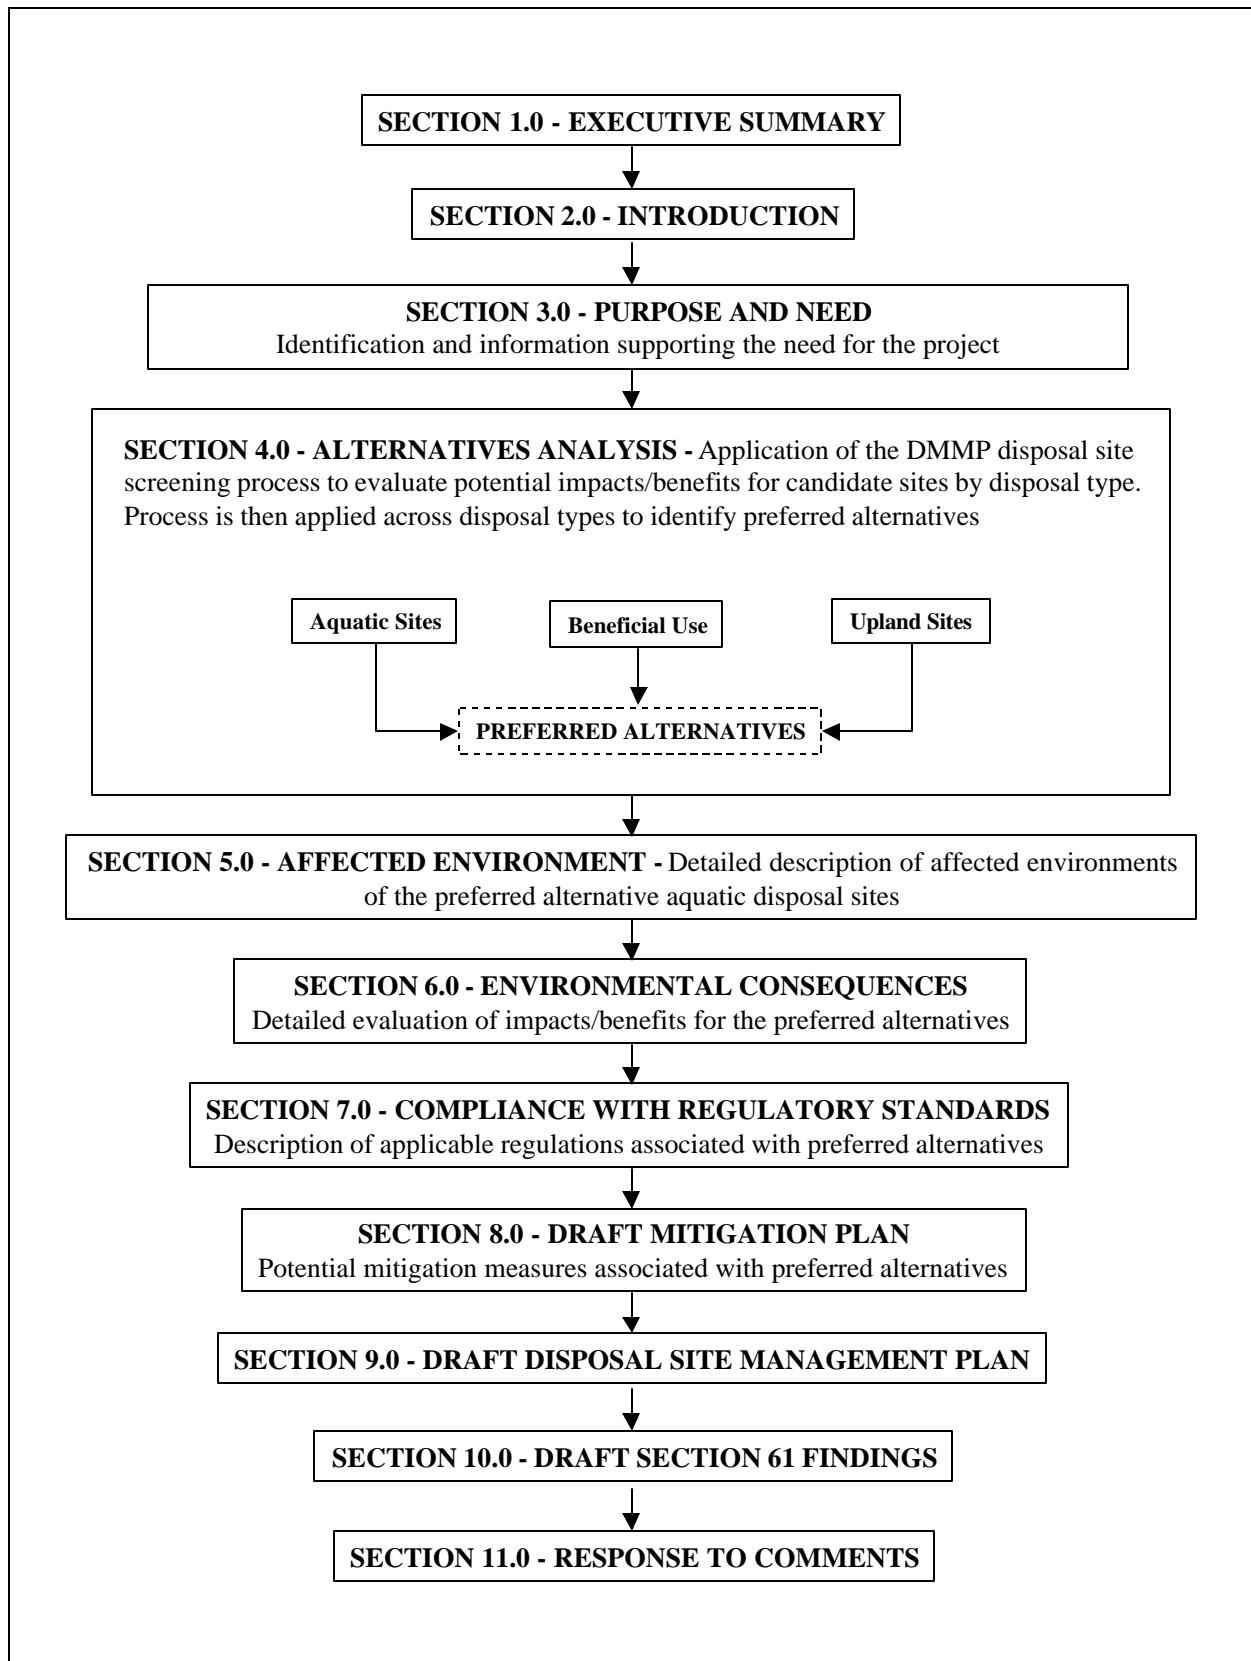 SECTION 1.0 - EXECUTIVE SUMMARY
SECTION 2.0 - INTRODUCTION
SECTION 3.0 - PURPOSE AND NEED
Identification and information supporting the need for the project
SECTION 4.0 - ALTERNATIVES ANALYSIS - Application of the DMMP disposal site
screening process to evaluate potential impacts/benefits for candidate sites by disposal type.
Process is then applied across disposal types to identify preferred alternatives
Aquatic Sites
Beneficial Use
Upland Sites
PREFERRED ALTERNATIVES
SECTION 5.0 - AFFECTED ENVIRONMENT - Detailed description of affected environments
of the preferred alternative aquatic disposal sites
SECTION 6.0 - ENVIRONMENTAL CONSEQUENCES
Detailed evaluation of impacts/benefits for the preferred alternatives
SECTION 7.0 - COMPLIANCE WITH REGULATORY STANDARDS
Description of applicable regulations associated with preferred alternatives
SECTION 8.0 - DRAFT MITIGATION PLAN
Potential mitigation measures associated with preferred alternatives
SECTION 9.0 - DRAFT DISPOSAL SITE MANAGEMENT PLAN
SECTION 10.0 - DRAFT SECTION 61 FINDINGS
SECTION 11.0 - RESPONSE TO COMMENTS